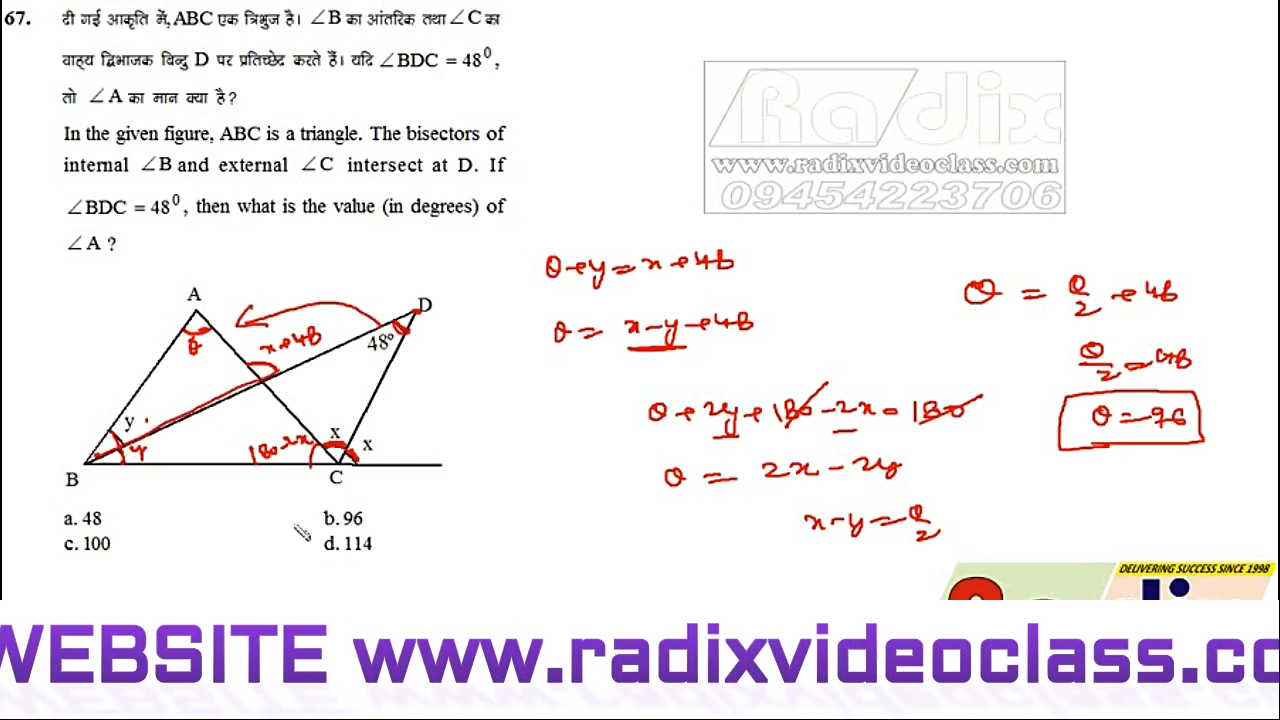 67. दी गई आकृति में, ABC एक त्रिभुज है। ∠B का आंतरिक तथा ∠C का
वाह्य द्विभाजक बिन्दु D पर प्रतिच्छेद करते हैं। यदि ∠BDC = 48⁰,
तो ∠A का मान क्या है?
In the given figure, ABC is a triangle. The bisectors of
internal ∠B and external ∠C intersect at D. If
∠BDC = 48⁰, then what is the value (in degrees) of
∠A ?
Radix
www.radixvideoclass.com
09454223706
A
D
θ
x+48
48°
y
y
180-2x
x
x
B
C
a. 48
b. 96
c. 100
d. 114
θ+y=x+48
θ = x-y+48
θ+2y+180-2x=180
θ = 2x-2y
x-y=θ/2
θ = θ/2 +48
θ/2=48
θ=96
DELIVERING SUCCESS SINCE 1998
WEBSITE www.radixvideoclass.co